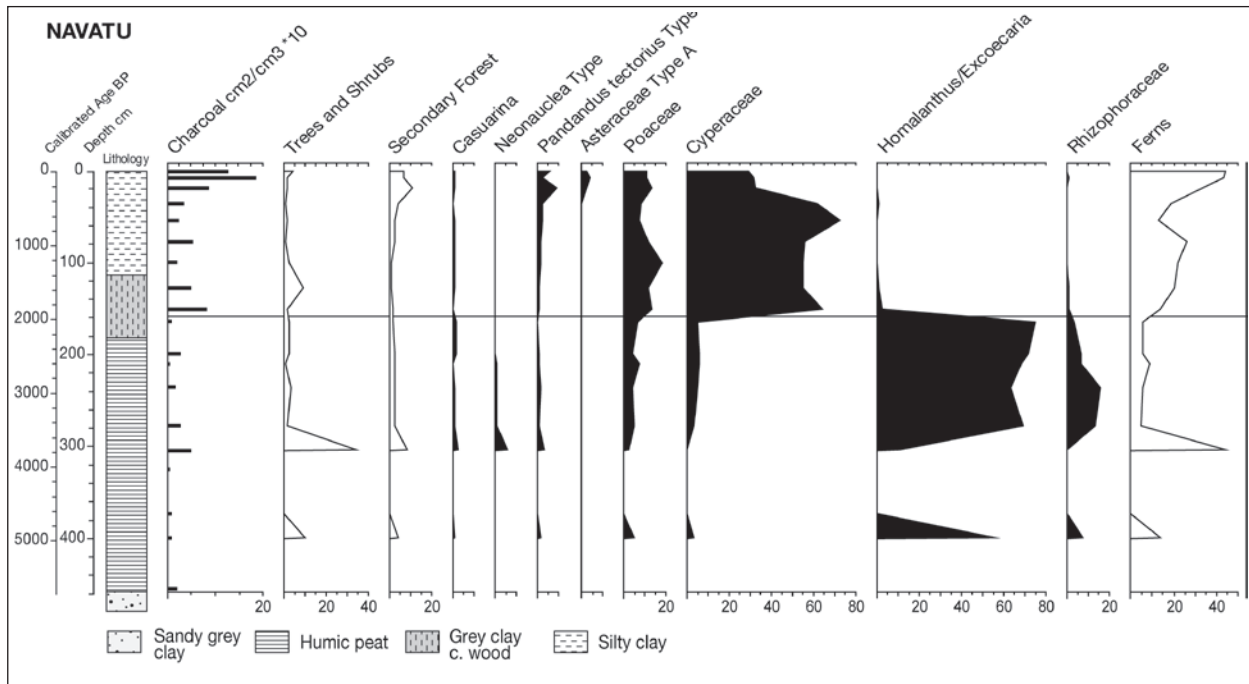 NAVATU
Calibrated Age BP
Depth cm
Lithology
Charcoal cm2/cm3 *10
Trees and Shrubs
Secondary Forest
Casuarina
Neonauclea Type
Pandandus tectorius Type
Asteraceae Type A
Poaceae
Cyperaceae
Homalanthus/Excoecaria
Rhizophoraceae
Ferns
0
1000
2000
3000
4000
5000
0
100
200
300
400
20
20 40
20
20
20 40 60 80
20 40 60 80
20
20 40
Sandy grey
clay
Humic peat
Grey clay
c. wood
Silty clay